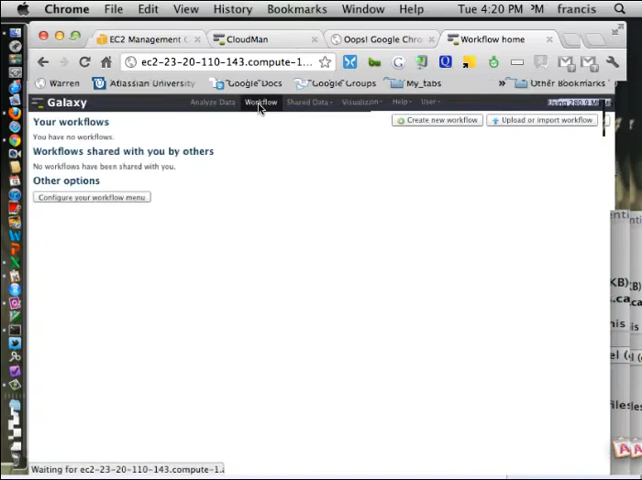 Chrome File Edit View History Bookmarks Window Help Tue 4:20 PM francis
EC2 Management C CloudMan Oops! Google Chro Workflow home
ec2-23-20-110-143.compute-1...
Warren Atlassian University Google Docs Google Groups My_tabs » Other Bookmarks
Galaxy Analyze Data Workflow Shared Data Visualization Help User Using
Your workflows
Create new workflow Upload or import workflow
You have no workflows.
Workflows shared with you by others
No workflows have been shared with you.
Other options
Configure your workflow menu
Waiting for ec2-23-20-110-143.compute-1.